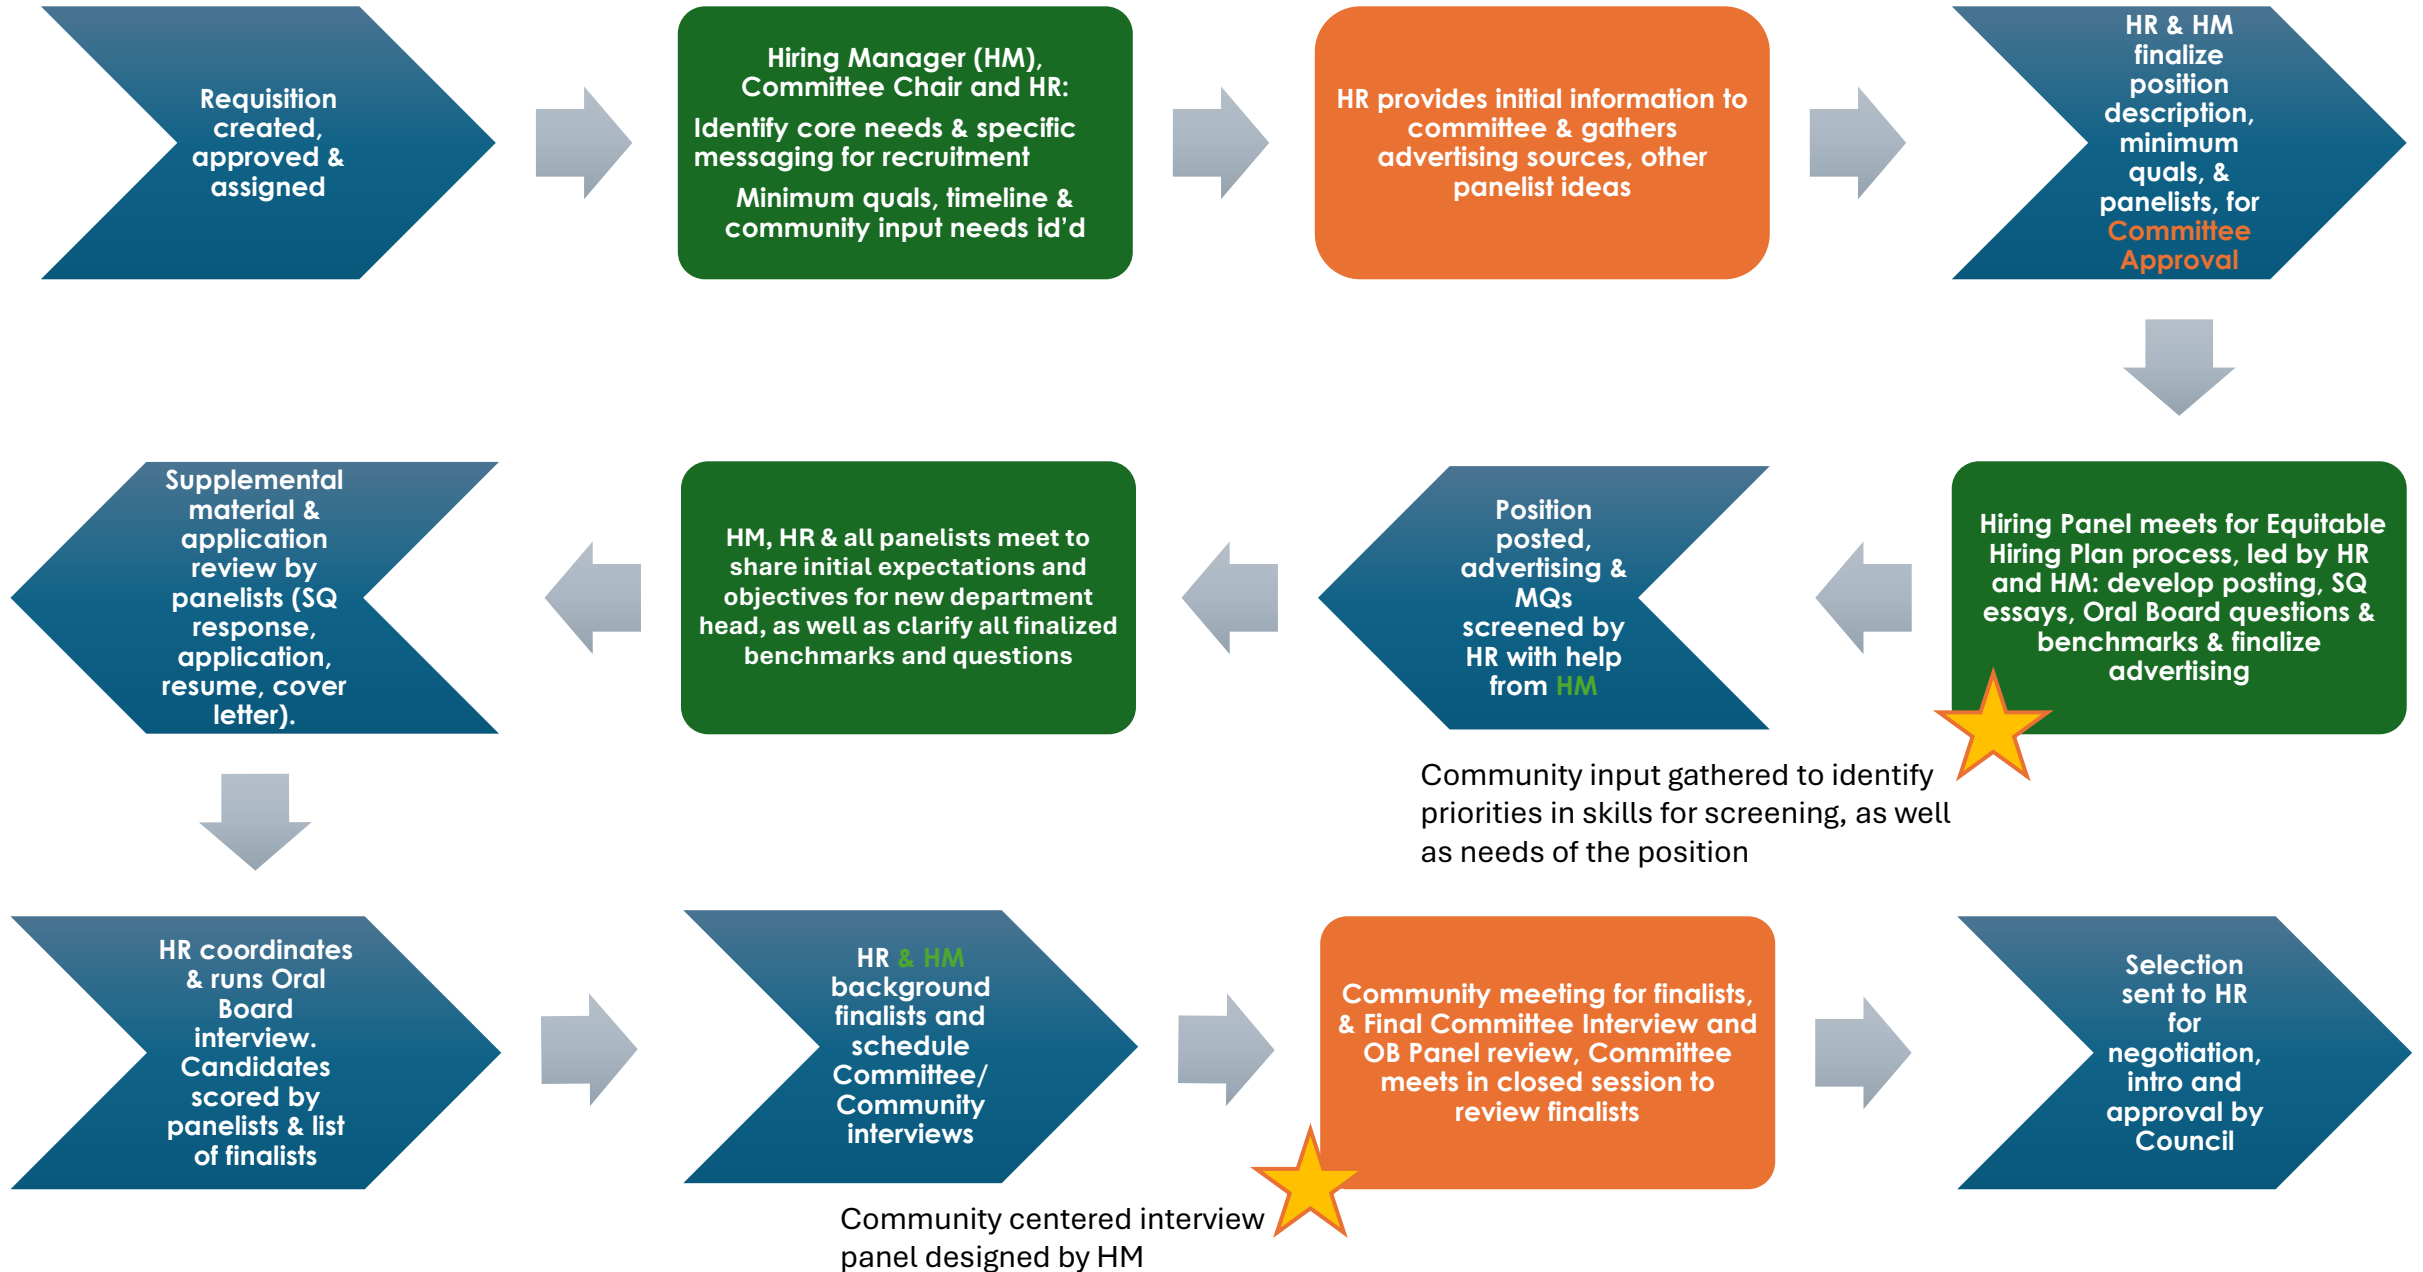 Requisition
created,
approved &
assigned
Hiring Manager (HM),
Committee Chair and HR:
Identify core needs & specific
messaging for recruitment
Minimum quals, timeline &
community input needs id’d
HR provides initial information to
committee & gathers
advertising sources, other
panelist ideas
HR & HM
finalize
position
description,
minimum
quals, &
panelists, for
Committee
Approval
Hiring Panel meets for Equitable
Hiring Plan process, led by HR
and HM: develop posting, SQ
essays, Oral Board questions &
benchmarks & finalize
advertising
Community input gathered to identify
priorities in skills for screening, as well
as needs of the position
Position
posted,
advertising &
MQs
screened by
HR with help
from HM
HM, HR & all panelists meet to
share initial expectations and
objectives for new department
head, as well as clarify all finalized
benchmarks and questions
Supplemental
material &
application
review by
panelists (SQ
response,
application,
resume, cover
letter).
HR coordinates
& runs Oral
Board
interview.
Candidates
scored by
panelists & list
of finalists
HR & HM
background
finalists and
schedule
Committee/
Community
interviews
Community centered interview
panel designed by HM
Community meeting for finalists,
& Final Committee Interview and
OB Panel review, Committee
meets in closed session to
review finalists
Selection
sent to HR
for
negotiation,
intro and
approval by
Council